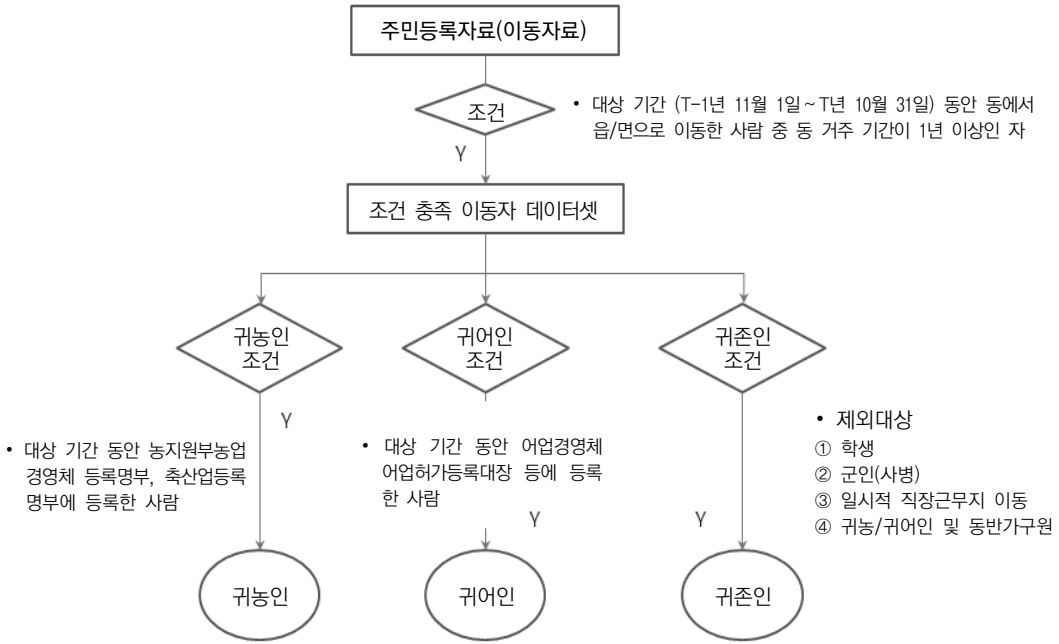 주민등록자료(이동자료)
조건
• 대상 기간 (T-1년 11월 1일~T년 10월 31일) 동안 동에서
읍/면으로 이동한 사람 중 동 거주 기간이 1년 이상인 자
Y
조건 충족 이동자 데이터셋
귀농인
조건
귀어인
조건
귀존인
조건
Y
• 대상 기간 동안 농지원부농업
경영체 등록명부, 축산업등록
명부에 등록한 사람
• 대상 기간 동안 어업경영체
어업허가등록대장 등에 등록
한 사람
Y
Y
• 제외대상
① 학생
② 군인(사병)
③ 일시적 직장근무지 이동
④ 귀농/귀어인 및 동반가구원
귀농인
귀어인
귀존인